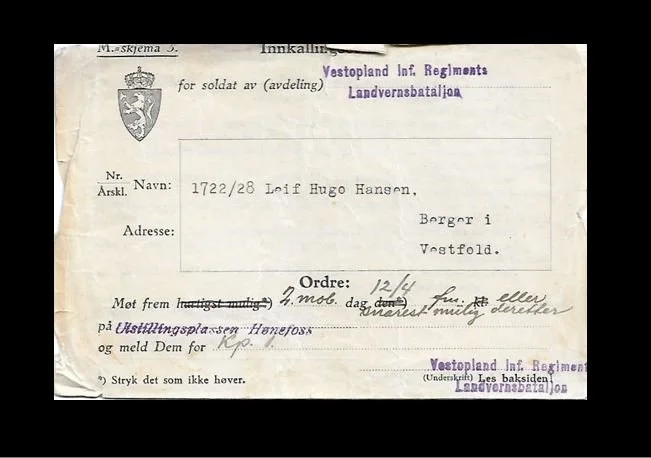 M.-skjema 3. Innkallings
for soldat av (avdeling) Vestopland Inf. Regiments
Landvernsbataljon
Nr.
Årskl. Navn: 1722/28 Leif Hugo Hansen,
Berger i
Adresse: Vestfold.
Ordre:
Møt frem hurtigst mulig*) 2 mob. dag den*) 12/4 fm. kl. eller
snarest mulig deretter
på Utstillingsplassen Hønefoss
og meld Dem for Kp. 1.
Vestopland Inf. Regiment
*) Stryk det som ikke høver. (Underskrift) Les baksiden!
Landvernsbataljon